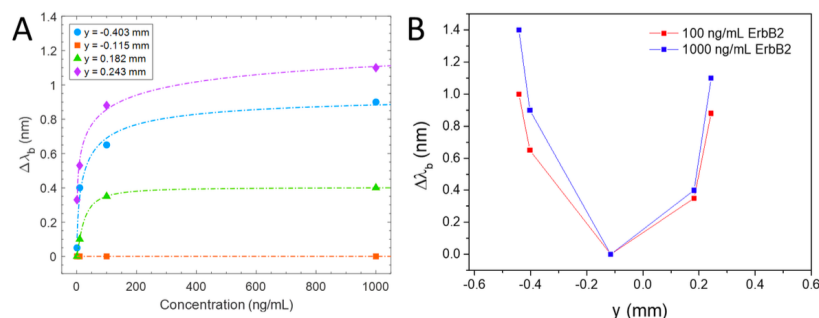 A
y = -0.403 mm
y = -0.115 mm
y = 0.182 mm
y = 0.243 mm
1.4
1.2
1
0.8
0.6
0.4
0.2
0
Δλb (nm)
0 200 400 600 800 1000
Concentration (ng/mL)
B
100 ng/mL ErbB2
1000 ng/mL ErbB2
1.4
1.2
1.0
0.8
0.6
0.4
0.2
0.0
Δλb (nm)
-0.6 -0.4 -0.2 0.0 0.2 0.4 0.6
y (mm)